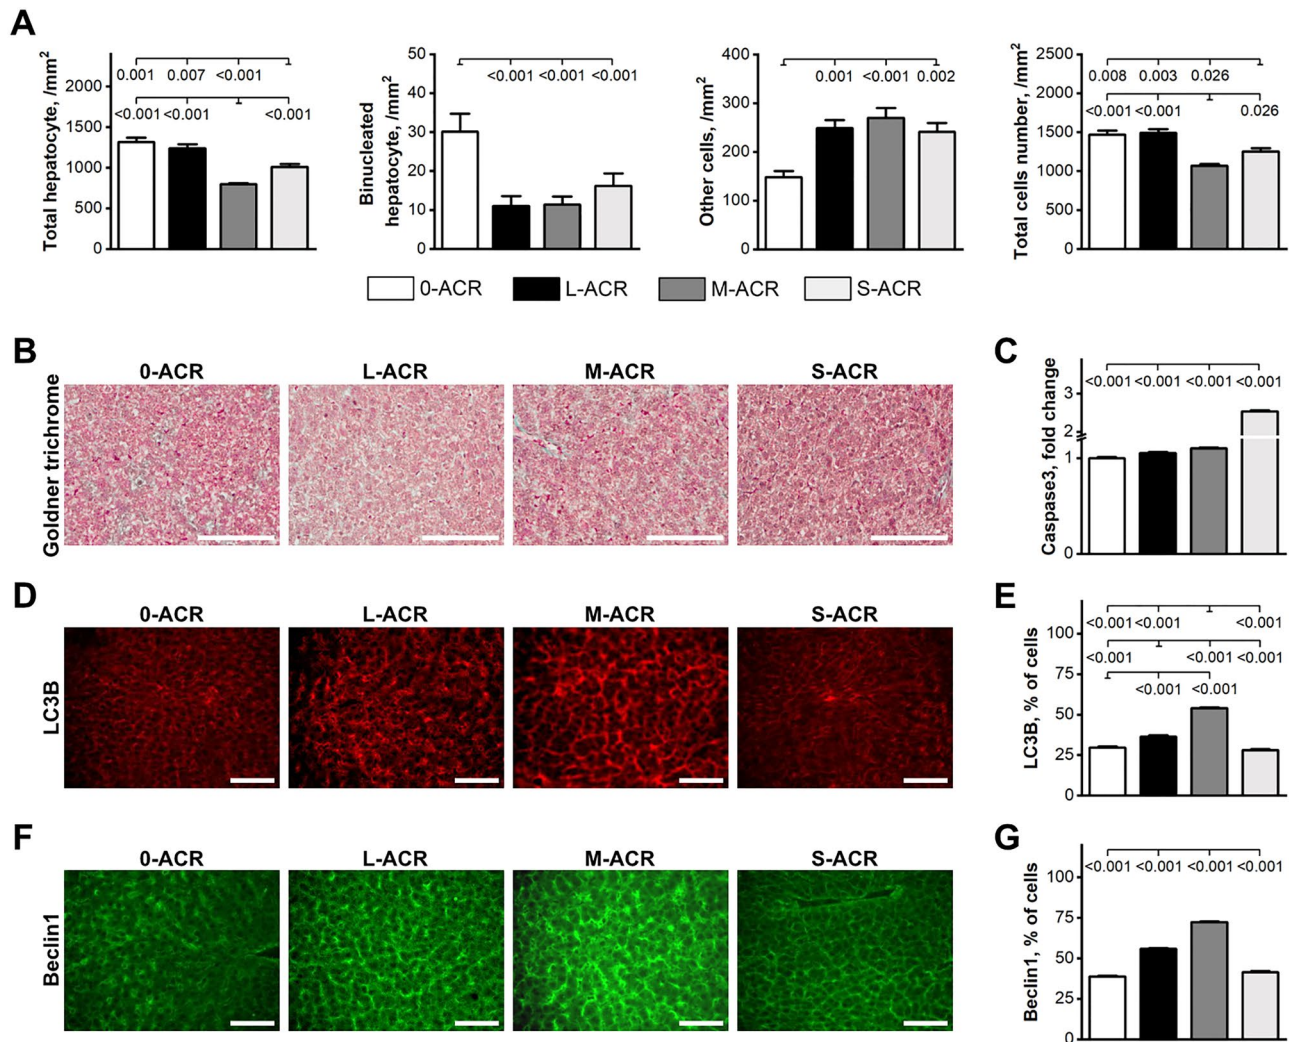 A
Total hepatocyte, /mm2
2000
1500
1000
500
0
0.001 0.007 <0.001
<0.001 <0.001 <0.001
Binucleated
hepatocyte, /mm2
50
40
30
20
10
0
<0.001 <0.001 <0.001
Other cells, /mm2
400
300
200
100
0
0.001 <0.001 0.002
Total cells number, /mm2
2500
2000
1500
1000
500
0
0.008 0.003 0.026
<0.001 <0.001 0.026
0-ACR L-ACR M-ACR S-ACR
B
0-ACR L-ACR M-ACR S-ACR
Goldner trichrome
C
Caspase3, fold change
3
2
1
0
<0.001 <0.001 <0.001 <0.001
D
0-ACR L-ACR M-ACR S-ACR
LC3B
E
LC3B, % of cells
100
75
50
25
0
<0.001 <0.001 <0.001
<0.001 <0.001 <0.001
<0.001 <0.001
F
0-ACR L-ACR M-ACR S-ACR
Beclin1
G
Beclin1, % of cells
100
75
50
25
0
<0.001 <0.001 <0.001 <0.001